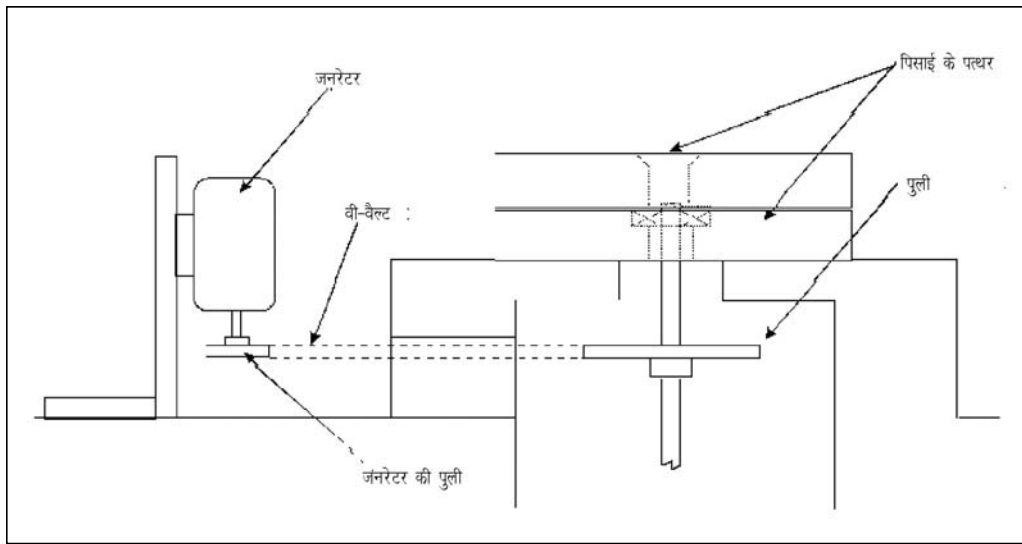 जनरेटर
पिसाई के पत्थर
पुली
वी-वैल्ट :
जनरेटर की पुली